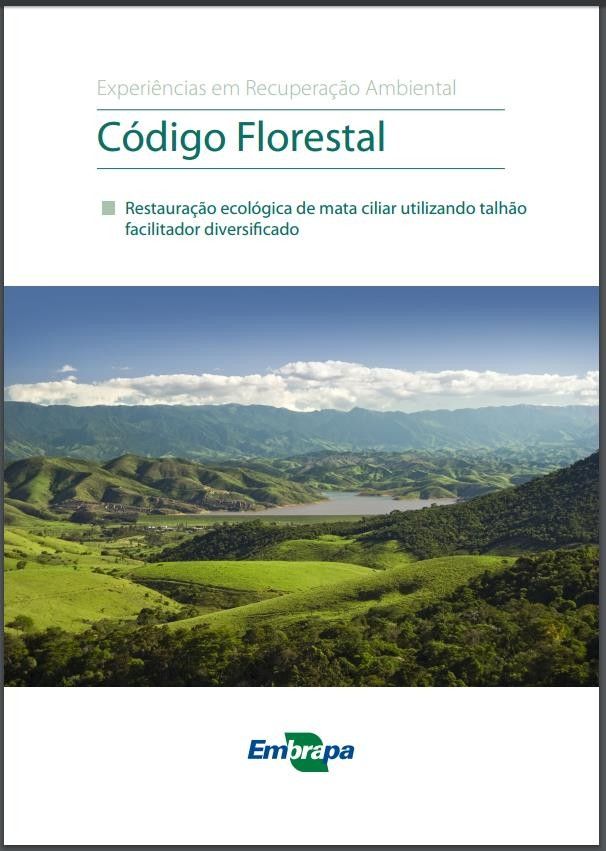 Experiências em Recuperação Ambiental
Código Florestal
Restauração ecológica de mata ciliar utilizando talhão
facilitador diversificado
Embrapa